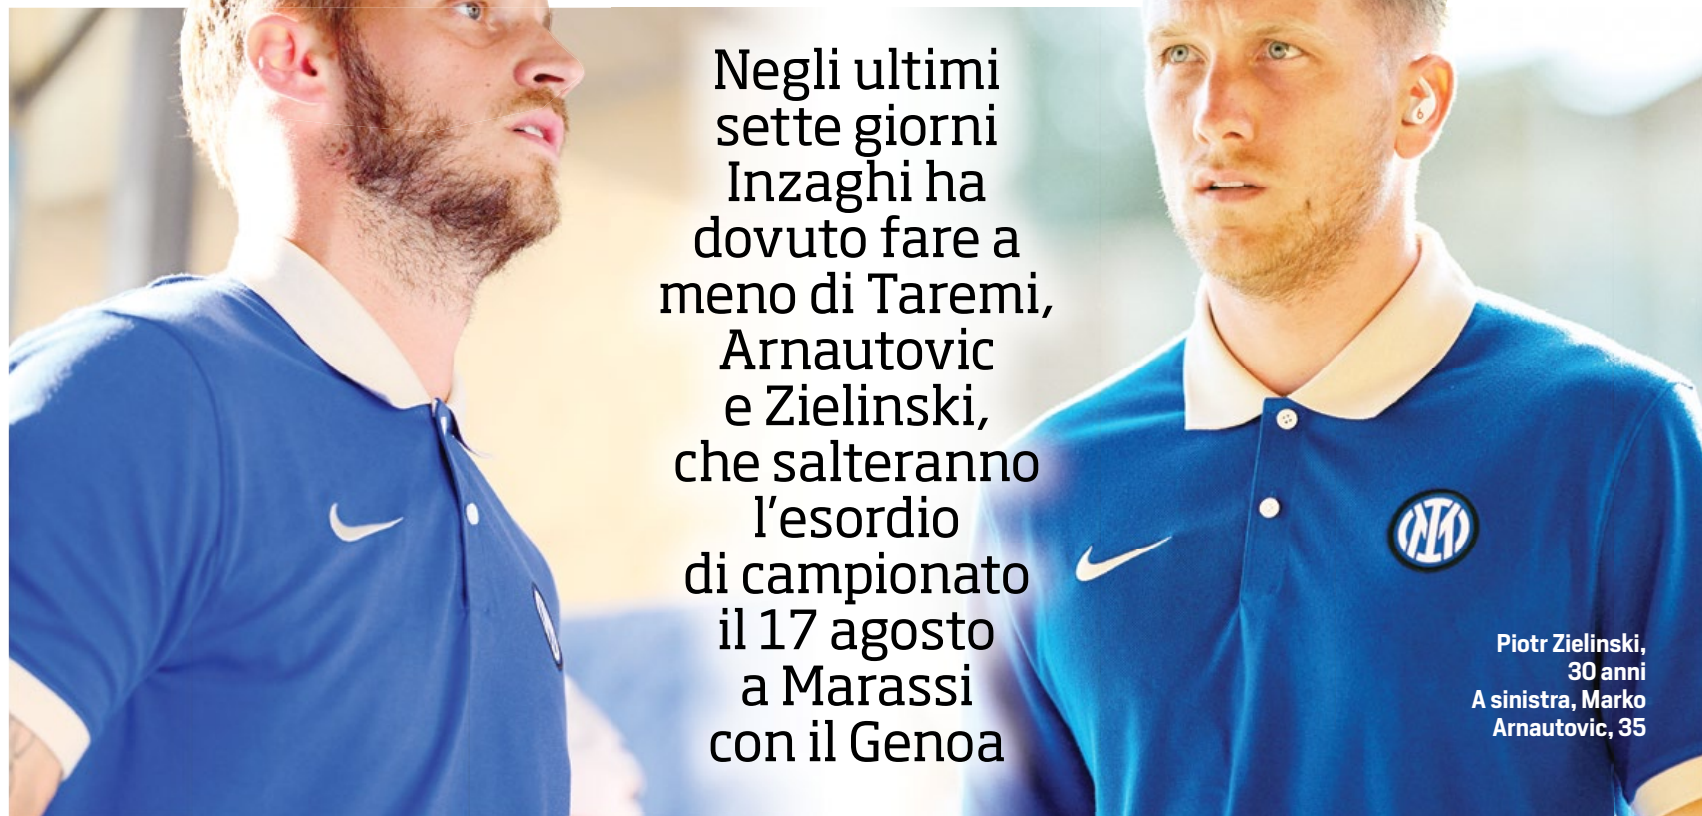 Negli ultimi
sette giorni
Inzaghi ha
dovuto fare a
meno di Taremi,
Arnautovic
e Zielinski,
che salteranno
l'esordio
di campionato
il 17 agosto
a Marassi
con il Genoa
Piotr Zielinski,
30 anni
A sinistra, Marko
Arnautovic, 35